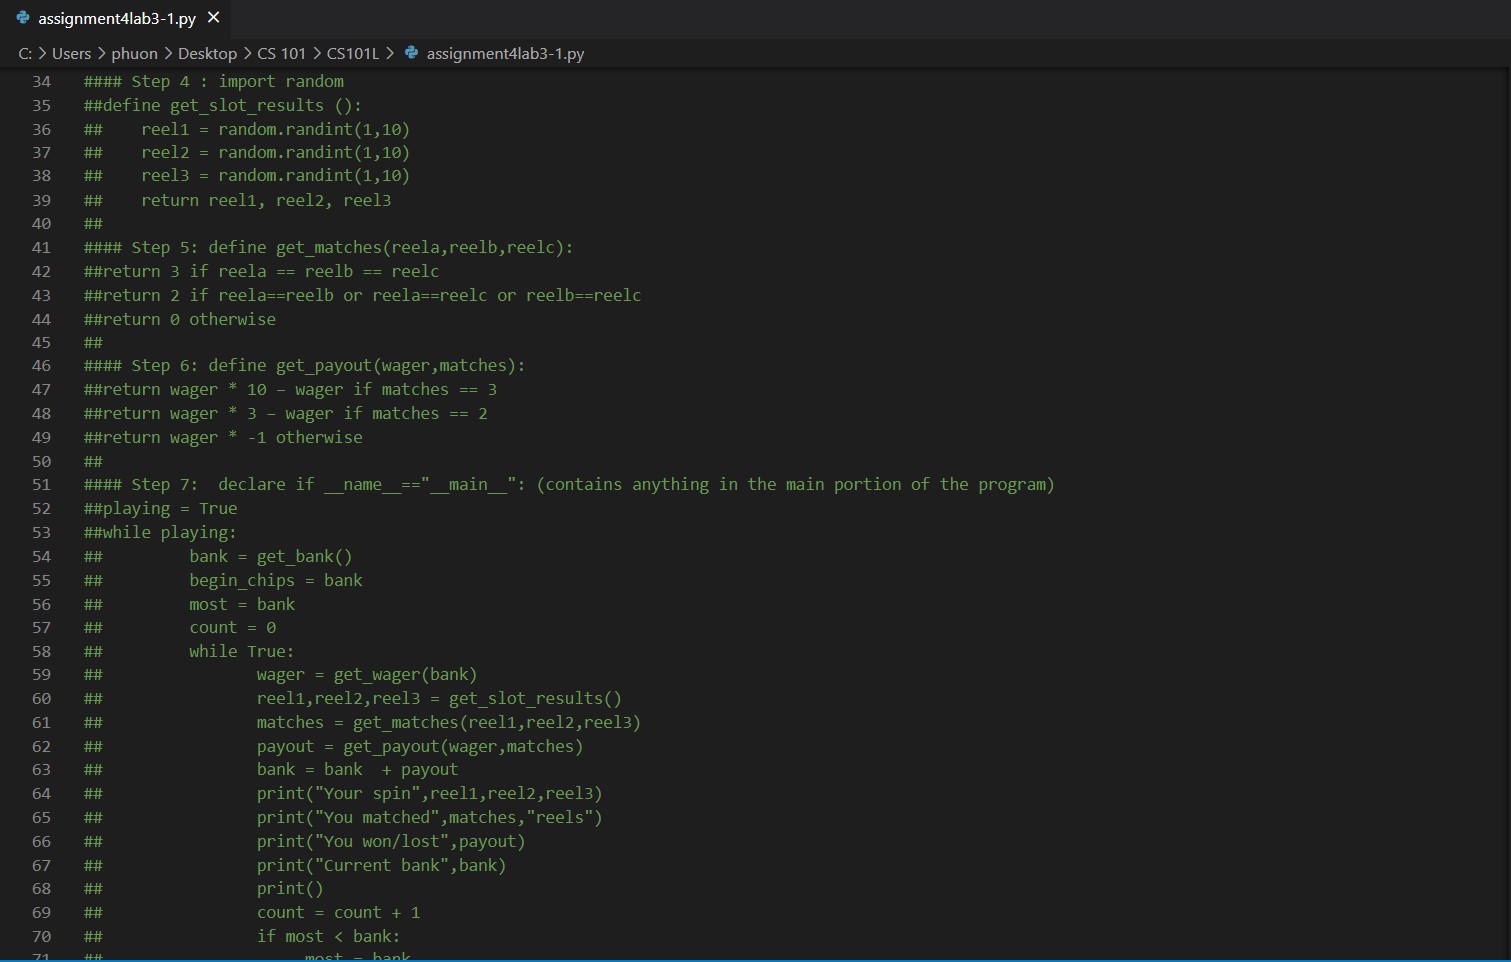 assignment4lab3-1.py ×
C: > Users > phuon > Desktop > CS 101 > CS101L > assignment4lab3-1.py
34 #### Step 4 : import random
35 ##define get_slot_results ():
36 ##    reel1 = random.randint(1,10)
37 ##    reel2 = random.randint(1,10)
38 ##    reel3 = random.randint(1,10)
39 ##    return reel1, reel2, reel3
40 ##
41 #### Step 5: define get_matches(reela,reelb,reelc):
42 ##return 3 if reela == reelb == reelc
43 ##return 2 if reela==reelb or reela==reelc or reelb==reelc
44 ##return 0 otherwise
45 ##
46 #### Step 6: define get_payout(wager,matches):
47 ##return wager * 10 – wager if matches == 3
48 ##return wager * 3 – wager if matches == 2
49 ##return wager * -1 otherwise
50 ##
51 #### Step 7:  declare if __name__=="__main__": (contains anything in the main portion of the program)
52 ##playing = True
53 ##while playing:
54 ##         bank = get_bank()
55 ##         begin_chips = bank
56 ##         most = bank
57 ##         count = 0
58 ##         while True:
59 ##                wager = get_wager(bank)
60 ##                reel1,reel2,reel3 = get_slot_results()
61 ##                matches = get_matches(reel1,reel2,reel3)
62 ##                payout = get_payout(wager,matches)
63 ##                bank = bank  + payout
64 ##                print("Your spin",reel1,reel2,reel3)
65 ##                print("You matched",matches,"reels")
66 ##                print("You won/lost",payout)
67 ##                print("Current bank",bank)
68 ##                print()
69 ##                count = count + 1
70 ##                if most < bank:
71 ##                     most = bank